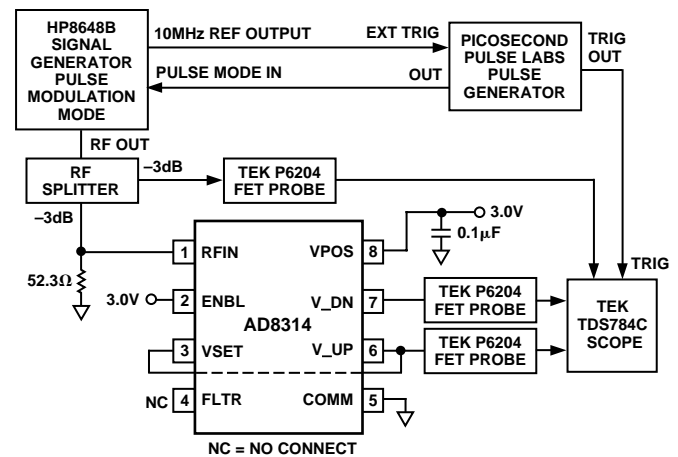 HP8648B
SIGNAL
GENERATOR
PULSE
MODULATION
MODE
10MHz REF OUTPUT
EXT TRIG
PULSE MODE IN
OUT
PICOSECOND
PULSE LABS
PULSE
GENERATOR
TRIG
OUT
RF OUT
RF
SPLITTER
–3dB
TEK P6204
FET PROBE
–3dB
52.3Ω
3.0V
0.1μF
1
RFIN
VPOS
8
3.0V
2
ENBL
V_DN
7
TEK P6204
FET PROBE
AD8314
3
VSET
V_UP
6
TEK P6204
FET PROBE
NC
4
FLTR
COMM
5
TRIG
TEK
TDS784C
SCOPE
NC = NO CONNECT